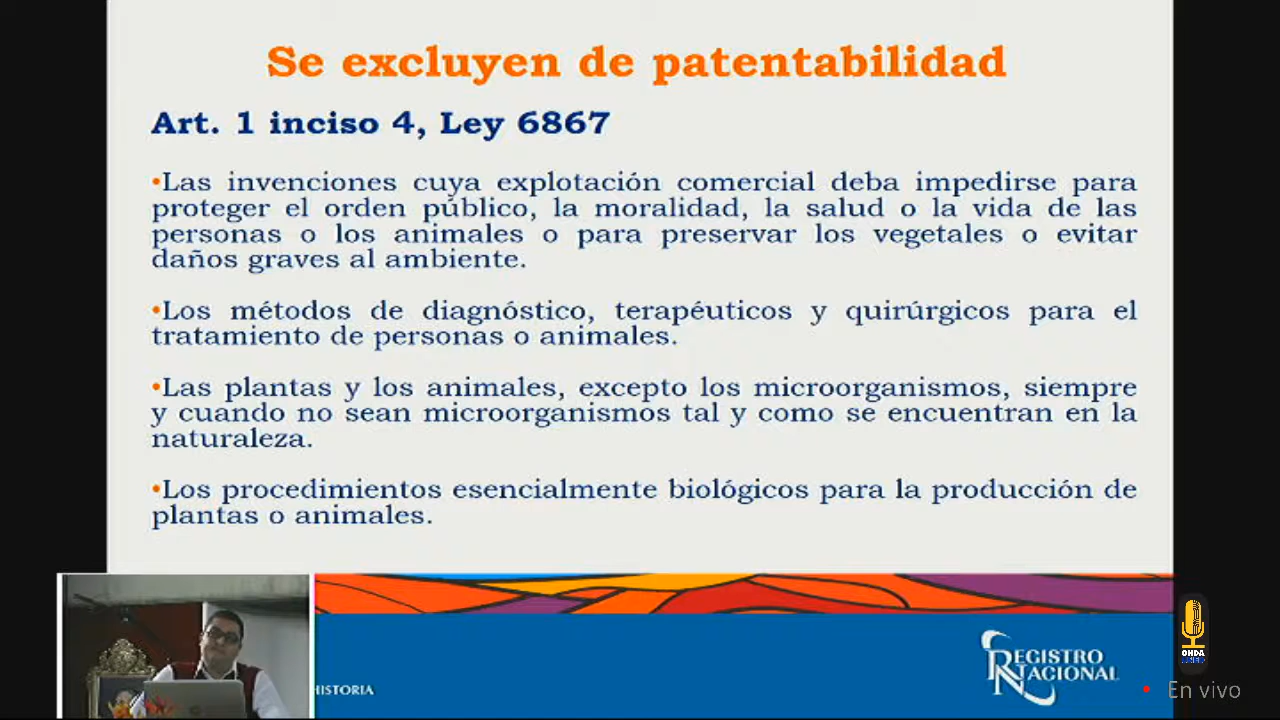 Se excluyen de patentabilidad
Art. 1 inciso 4, Ley 6867
•Las invenciones cuya explotación comercial deba impedirse para
proteger el orden público, la moralidad, la salud o la vida de las
personas o los animales o para preservar los vegetales o evitar
daños graves al ambiente.
•Los métodos de diagnóstico, terapéuticos y quirúrgicos para el
tratamiento de personas o animales.
•Las plantas y los animales, excepto los microorganismos, siempre
y cuando no sean microorganismos tal y como se encuentran en la
naturaleza.
•Los procedimientos esencialmente biológicos para la producción de
plantas o animales.
HISTORIA
REGISTRO
NACIONAL
ONDA
En vivo